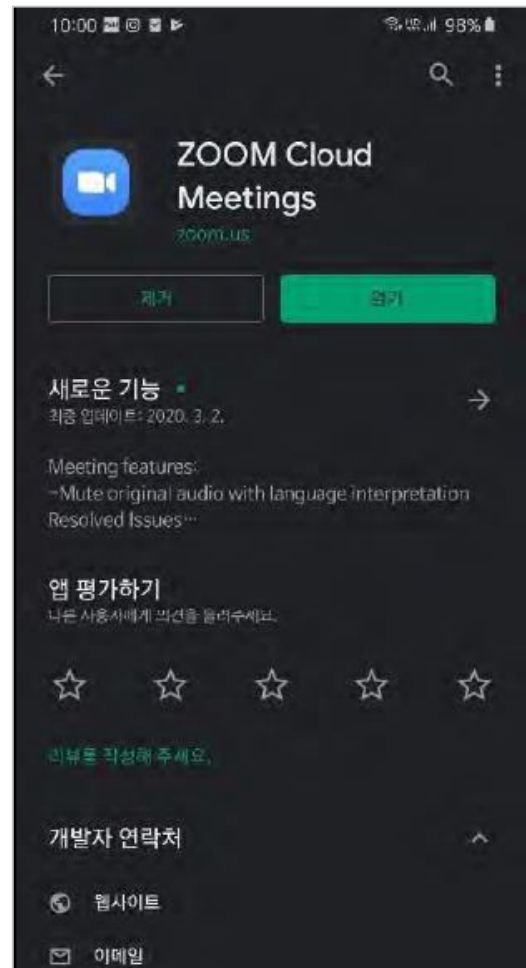 10:00 98%
ZOOM Cloud
Meetings
zoom.us
제거 열기
새로운 기능
최종 업데이트: 2020. 3. 2.
Meeting features:
-Mute original audio with language interpretation
Resolved Issues…
앱 평가하기
다른 사용자에게 의견을 들려주세요.
리뷰를 작성해 주세요.
개발자 연락처
웹사이트
이메일